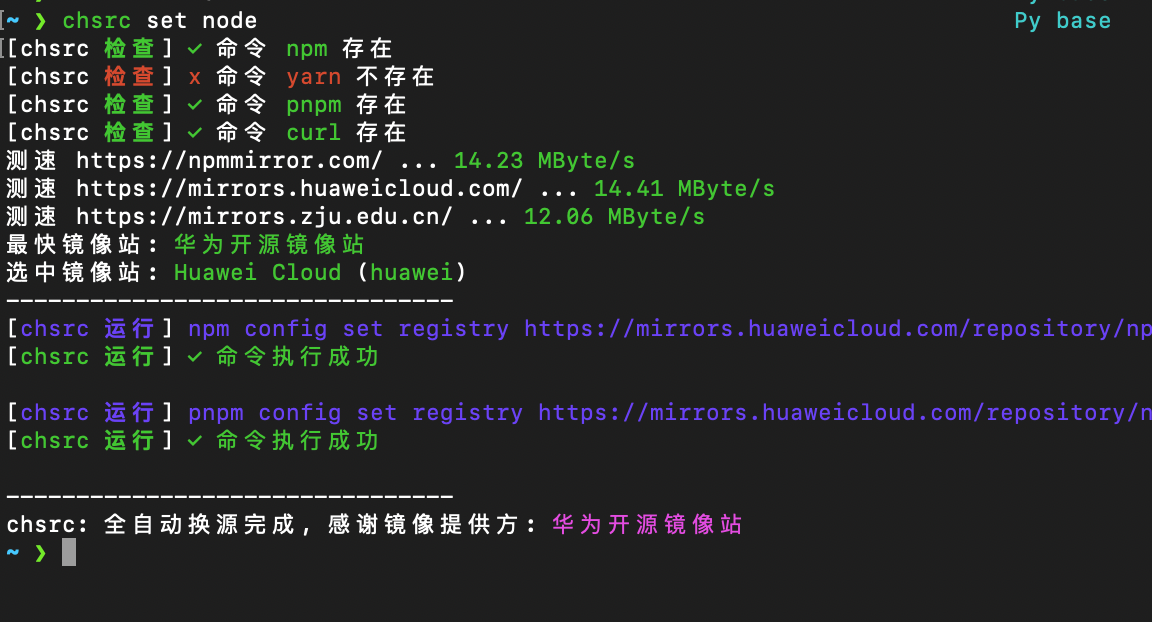 ~ ❯ chsrc set node Py base
[chsrc 检查] ✓ 命令 npm 存在
[chsrc 检查] x 命令 yarn 不存在
[chsrc 检查] ✓ 命令 pnpm 存在
[chsrc 检查] ✓ 命令 curl 存在
测速 https://npmmirror.com/ ... 14.23 MByte/s
测速 https://mirrors.huaweicloud.com/ ... 14.41 MByte/s
测速 https://mirrors.zju.edu.cn/ ... 12.06 MByte/s
最快镜像站: 华为开源镜像站
选中镜像站: Huawei Cloud (huawei)
--------------------------------
[chsrc 运行] npm config set registry https://mirrors.huaweicloud.com/repository/np
[chsrc 运行] ✓ 命令执行成功
[chsrc 运行] pnpm config set registry https://mirrors.huaweicloud.com/repository/n
[chsrc 运行] ✓ 命令执行成功
--------------------------------
chsrc: 全自动换源完成, 感谢镜像提供方: 华为开源镜像站
~ ❯